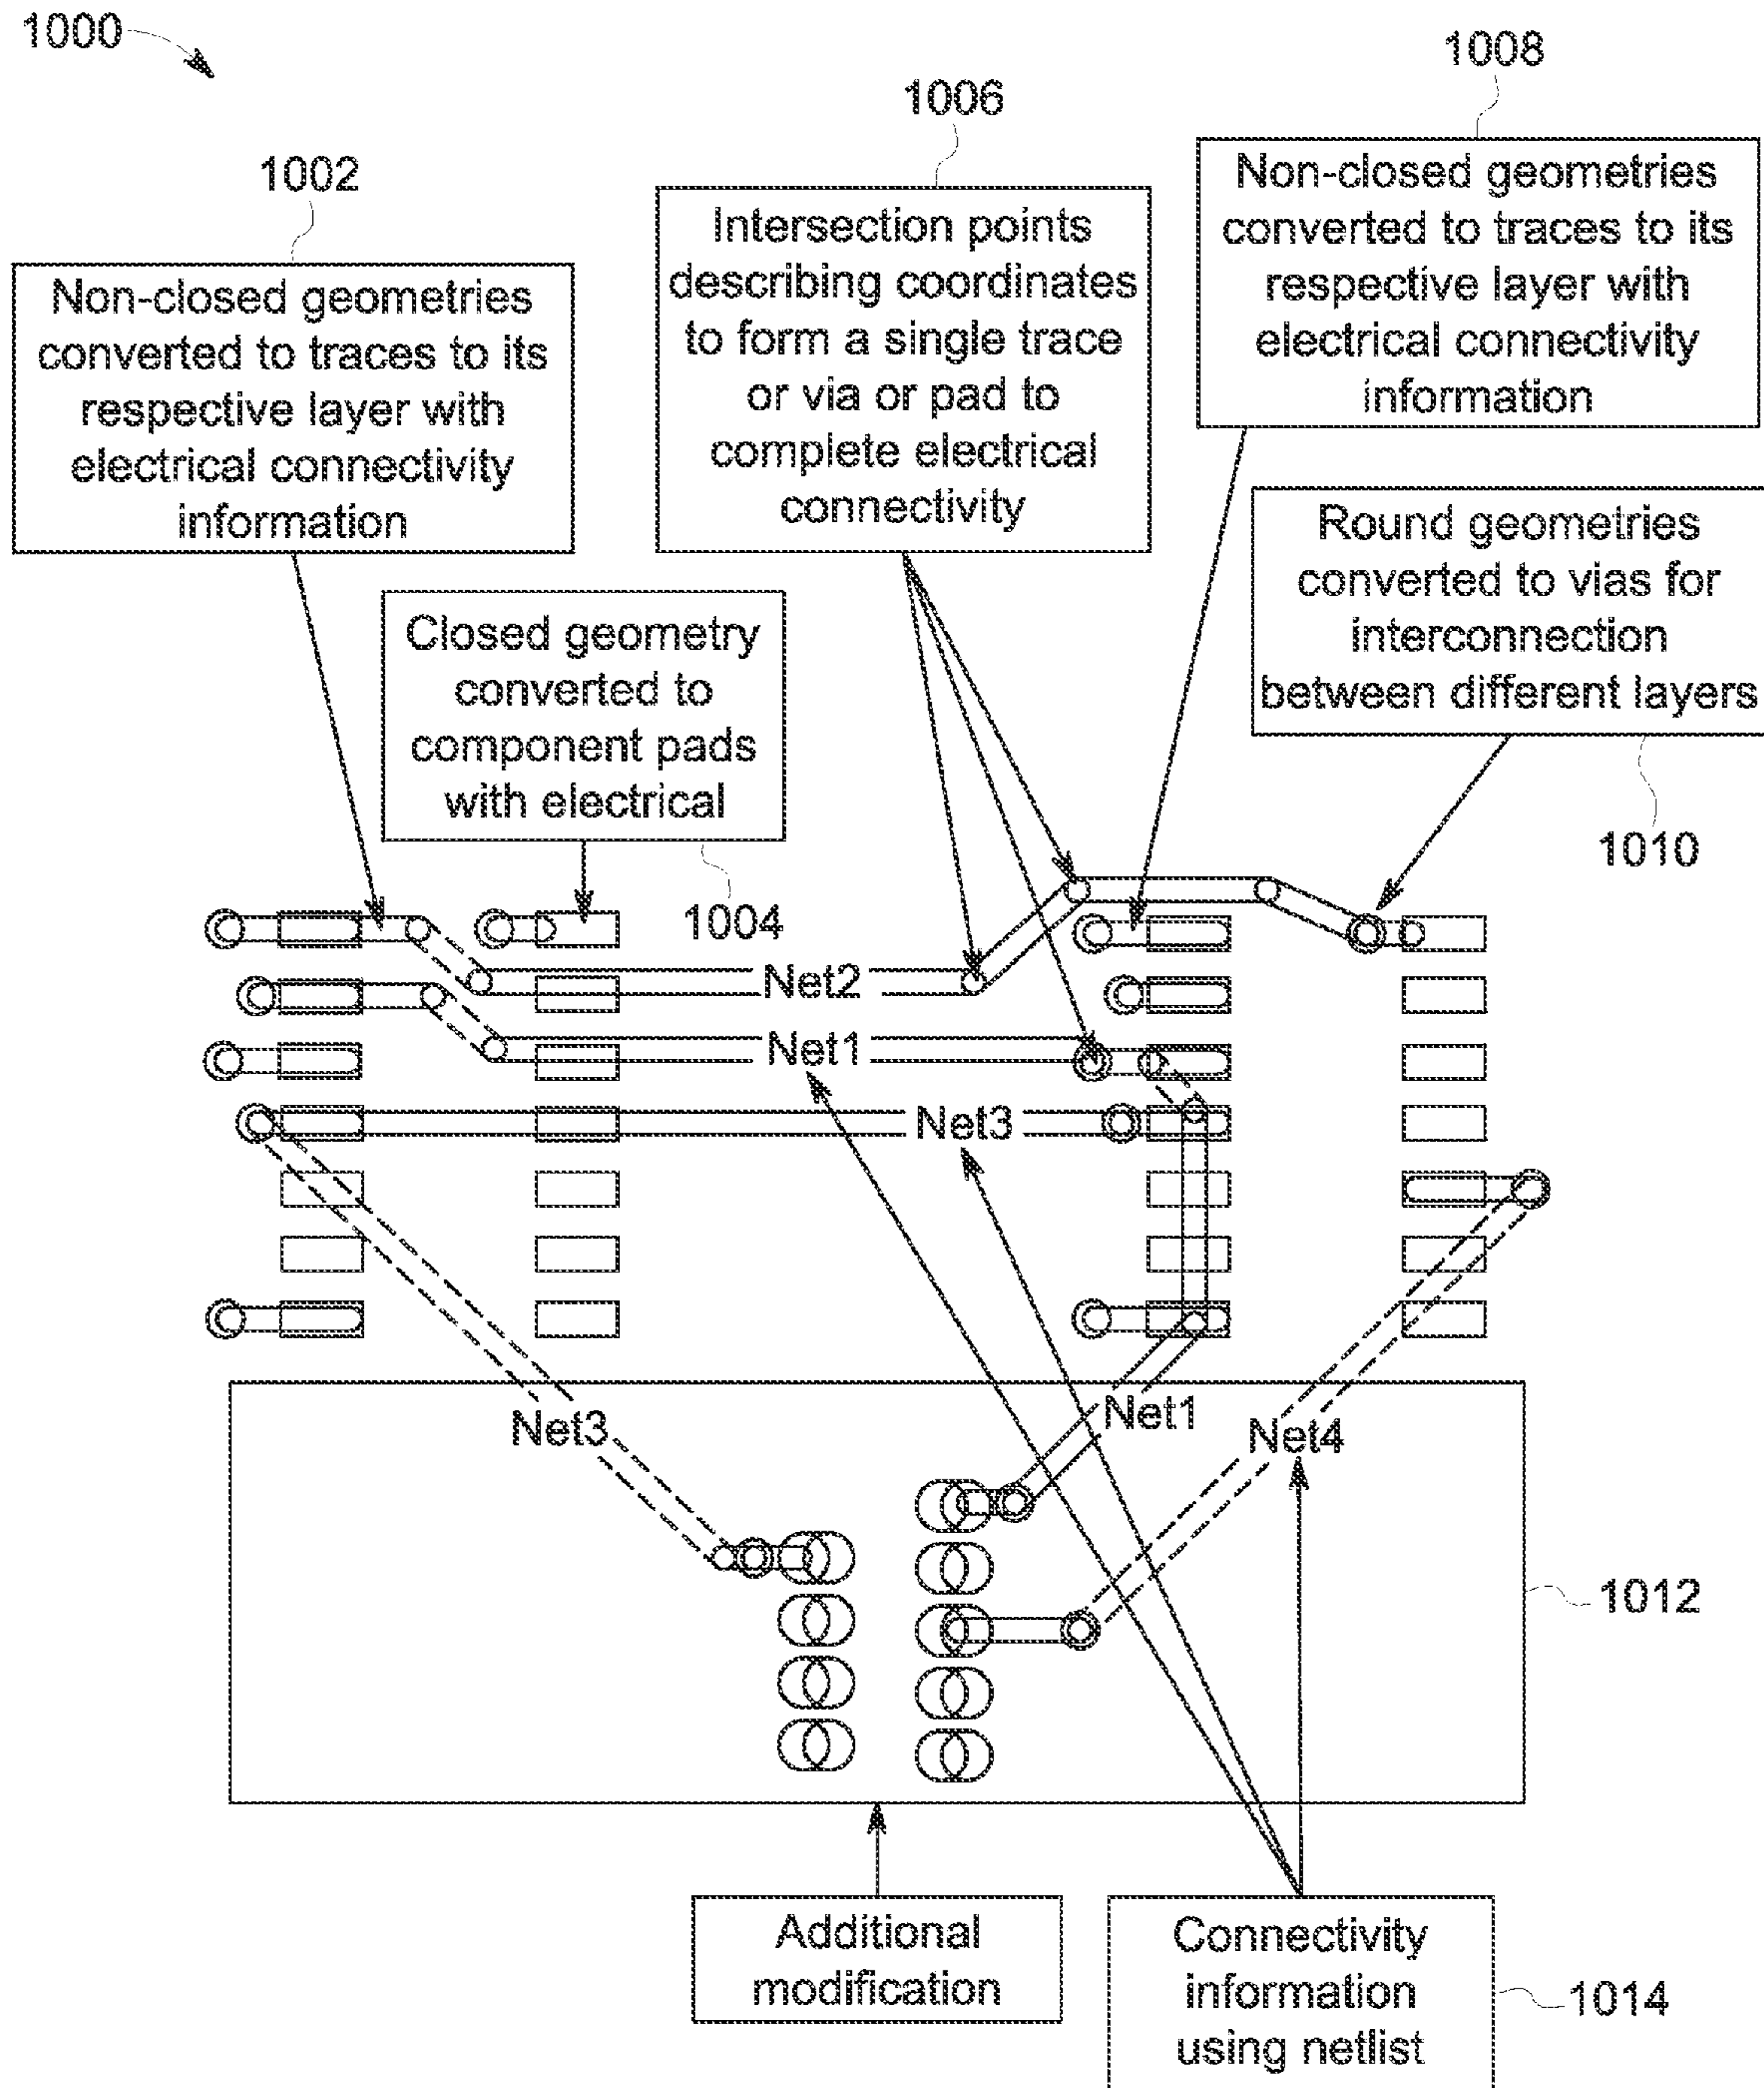 1000
1008
1006
1002
Non-closed geometries
converted to traces to its
respective layer with
electrical connectivity
information
Intersection points
describing coordinates
to form a single trace
or via or pad to
complete electrical
connectivity
Non-closed geometries
converted to traces to its
respective layer with
electrical connectivity
information
Round geometries
converted to vias for
interconnection
between different layers
Closed geometry
converted to
component pads
with electrical
1010
1004
Net2
Net1
Net3
Net3
Net1
Net4
1012
Additional
modification
Connectivity
information
using netlist
1014